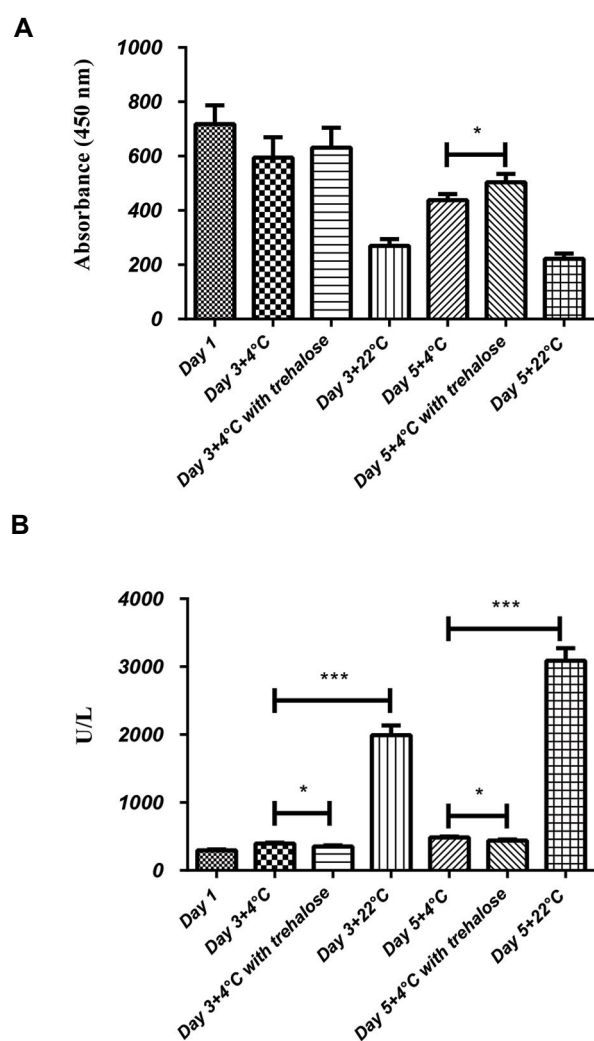 A
Absorbance (450 nm)
1000
800
600
400
200
0
*
Day 1
Day 3+4°C
Day 3+4°C with trehalose
Day 3+22°C
Day 5+4°C
Day 5+4°C with trehalose
Day 5+22°C
B
U/L
4000
3000
2000
1000
0
***
***
*
*
Day 1
Day 3+4°C
Day 3+4°C with trehalose
Day 3+22°C
Day 5+4°C
Day 5+4°C with trehalose
Day 5+22°C